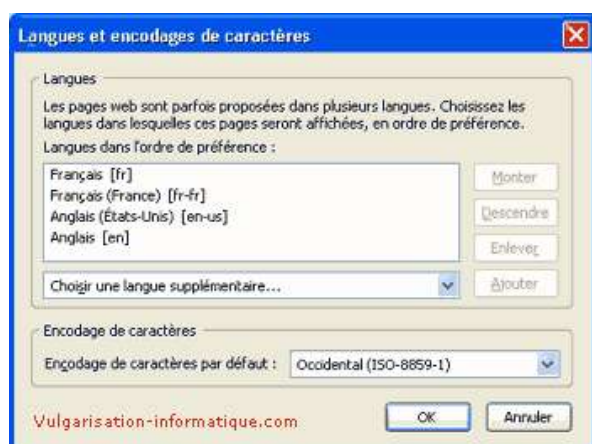 Langues et encodages de caractères
Langues
Les pages web sont parfois proposées dans plusieurs langues. Choisissez les
langues dans lesquelles ces pages seront affichées, en ordre de préférence.
Langues dans l'ordre de préférence :
Français [fr]
Français (France) [fr-fr]
Anglais (États-Unis) [en-us]
Anglais [en]
Monter
Descendre
Enlever
Choisir une langue supplémentaire...
Ajouter
Encodage de caractères
Encodage de caractères par défaut :
Occidental (ISO-8859-1)
Vulgarisation-informatique.com
OK
Annuler